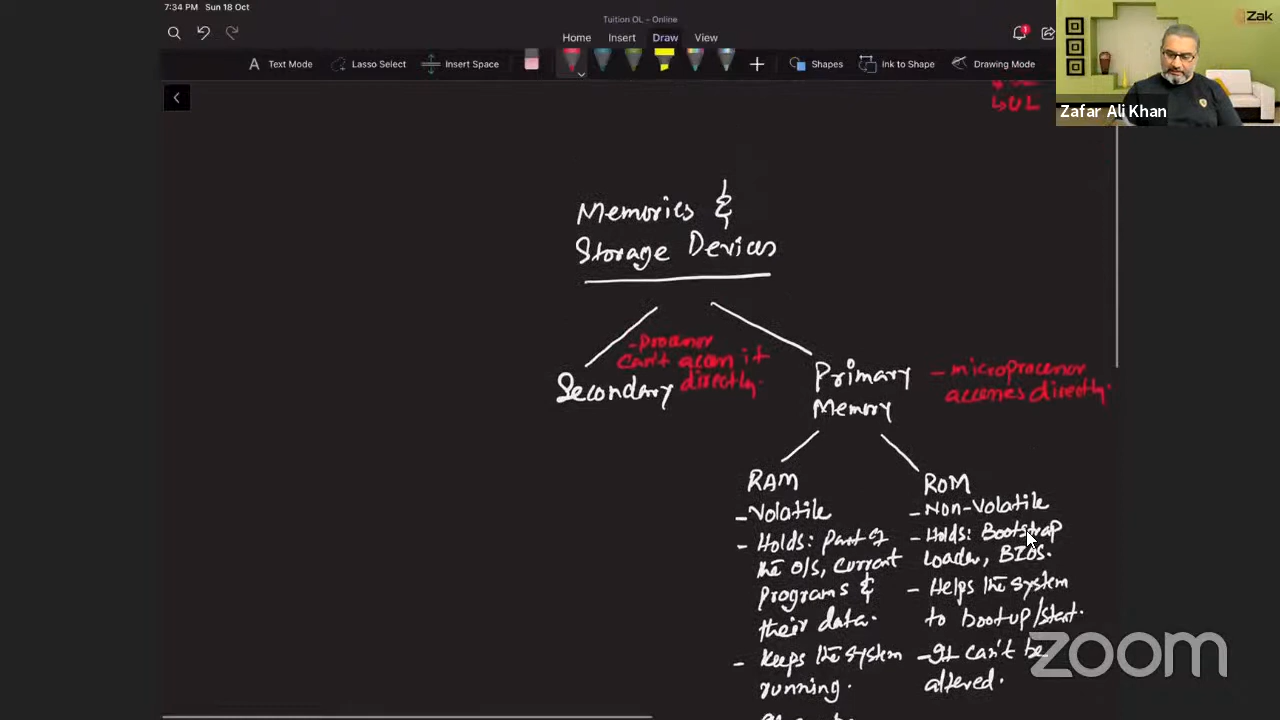 7:34 PM Sun 18 Oct
Tuition OL – Online
Home Insert Draw View
Text Mode Lasso Select Insert Space Shapes Ink to Shape Drawing Mode
1
Zak
Zafar Ali Khan
↳ OL
Memories &
Storage Devices
- processor
can't access it
directly.
Secondary
Primary
Memory
- microprocessor
accesses directly.
RAM
- Volatile
- Holds: part of
the O/S, current
programs &
their data.
- Keeps the system
running.
ROM
- Non-Volatile
- Holds: Bootstrap
Loader, BIOS.
- Helps the system
to bootup/start.
- It can't be
altered.
zoom